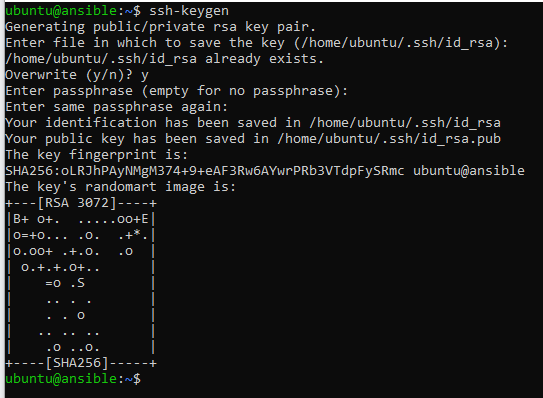 ubuntu@ansible:~$ ssh-keygen
Generating public/private rsa key pair.
Enter file in which to save the key (/home/ubuntu/.ssh/id_rsa):
/home/ubuntu/.ssh/id_rsa already exists.
Overwrite (y/n)? y
Enter passphrase (empty for no passphrase):
Enter same passphrase again:
Your identification has been saved in /home/ubuntu/.ssh/id_rsa
Your public key has been saved in /home/ubuntu/.ssh/id_rsa.pub
The key fingerprint is:
SHA256:oLRJhPAyNMgM374+9+eAF3Rw6AYwrPRb3VTdpFySRmc ubuntu@ansible
The key's randomart image is:
+---[RSA 3072]----+
|B+ o+.  .....oo+E|
|o=+o... .o.  .+*.|
|o.oo+ .+.o.  .o  |
| o.+.+.o+..      |
|    =o .S        |
|    .. . .       |
|    . . o        |
|   .. .. ..      |
|    .o ..o.      |
+----[SHA256]-----+
ubuntu@ansible:~$